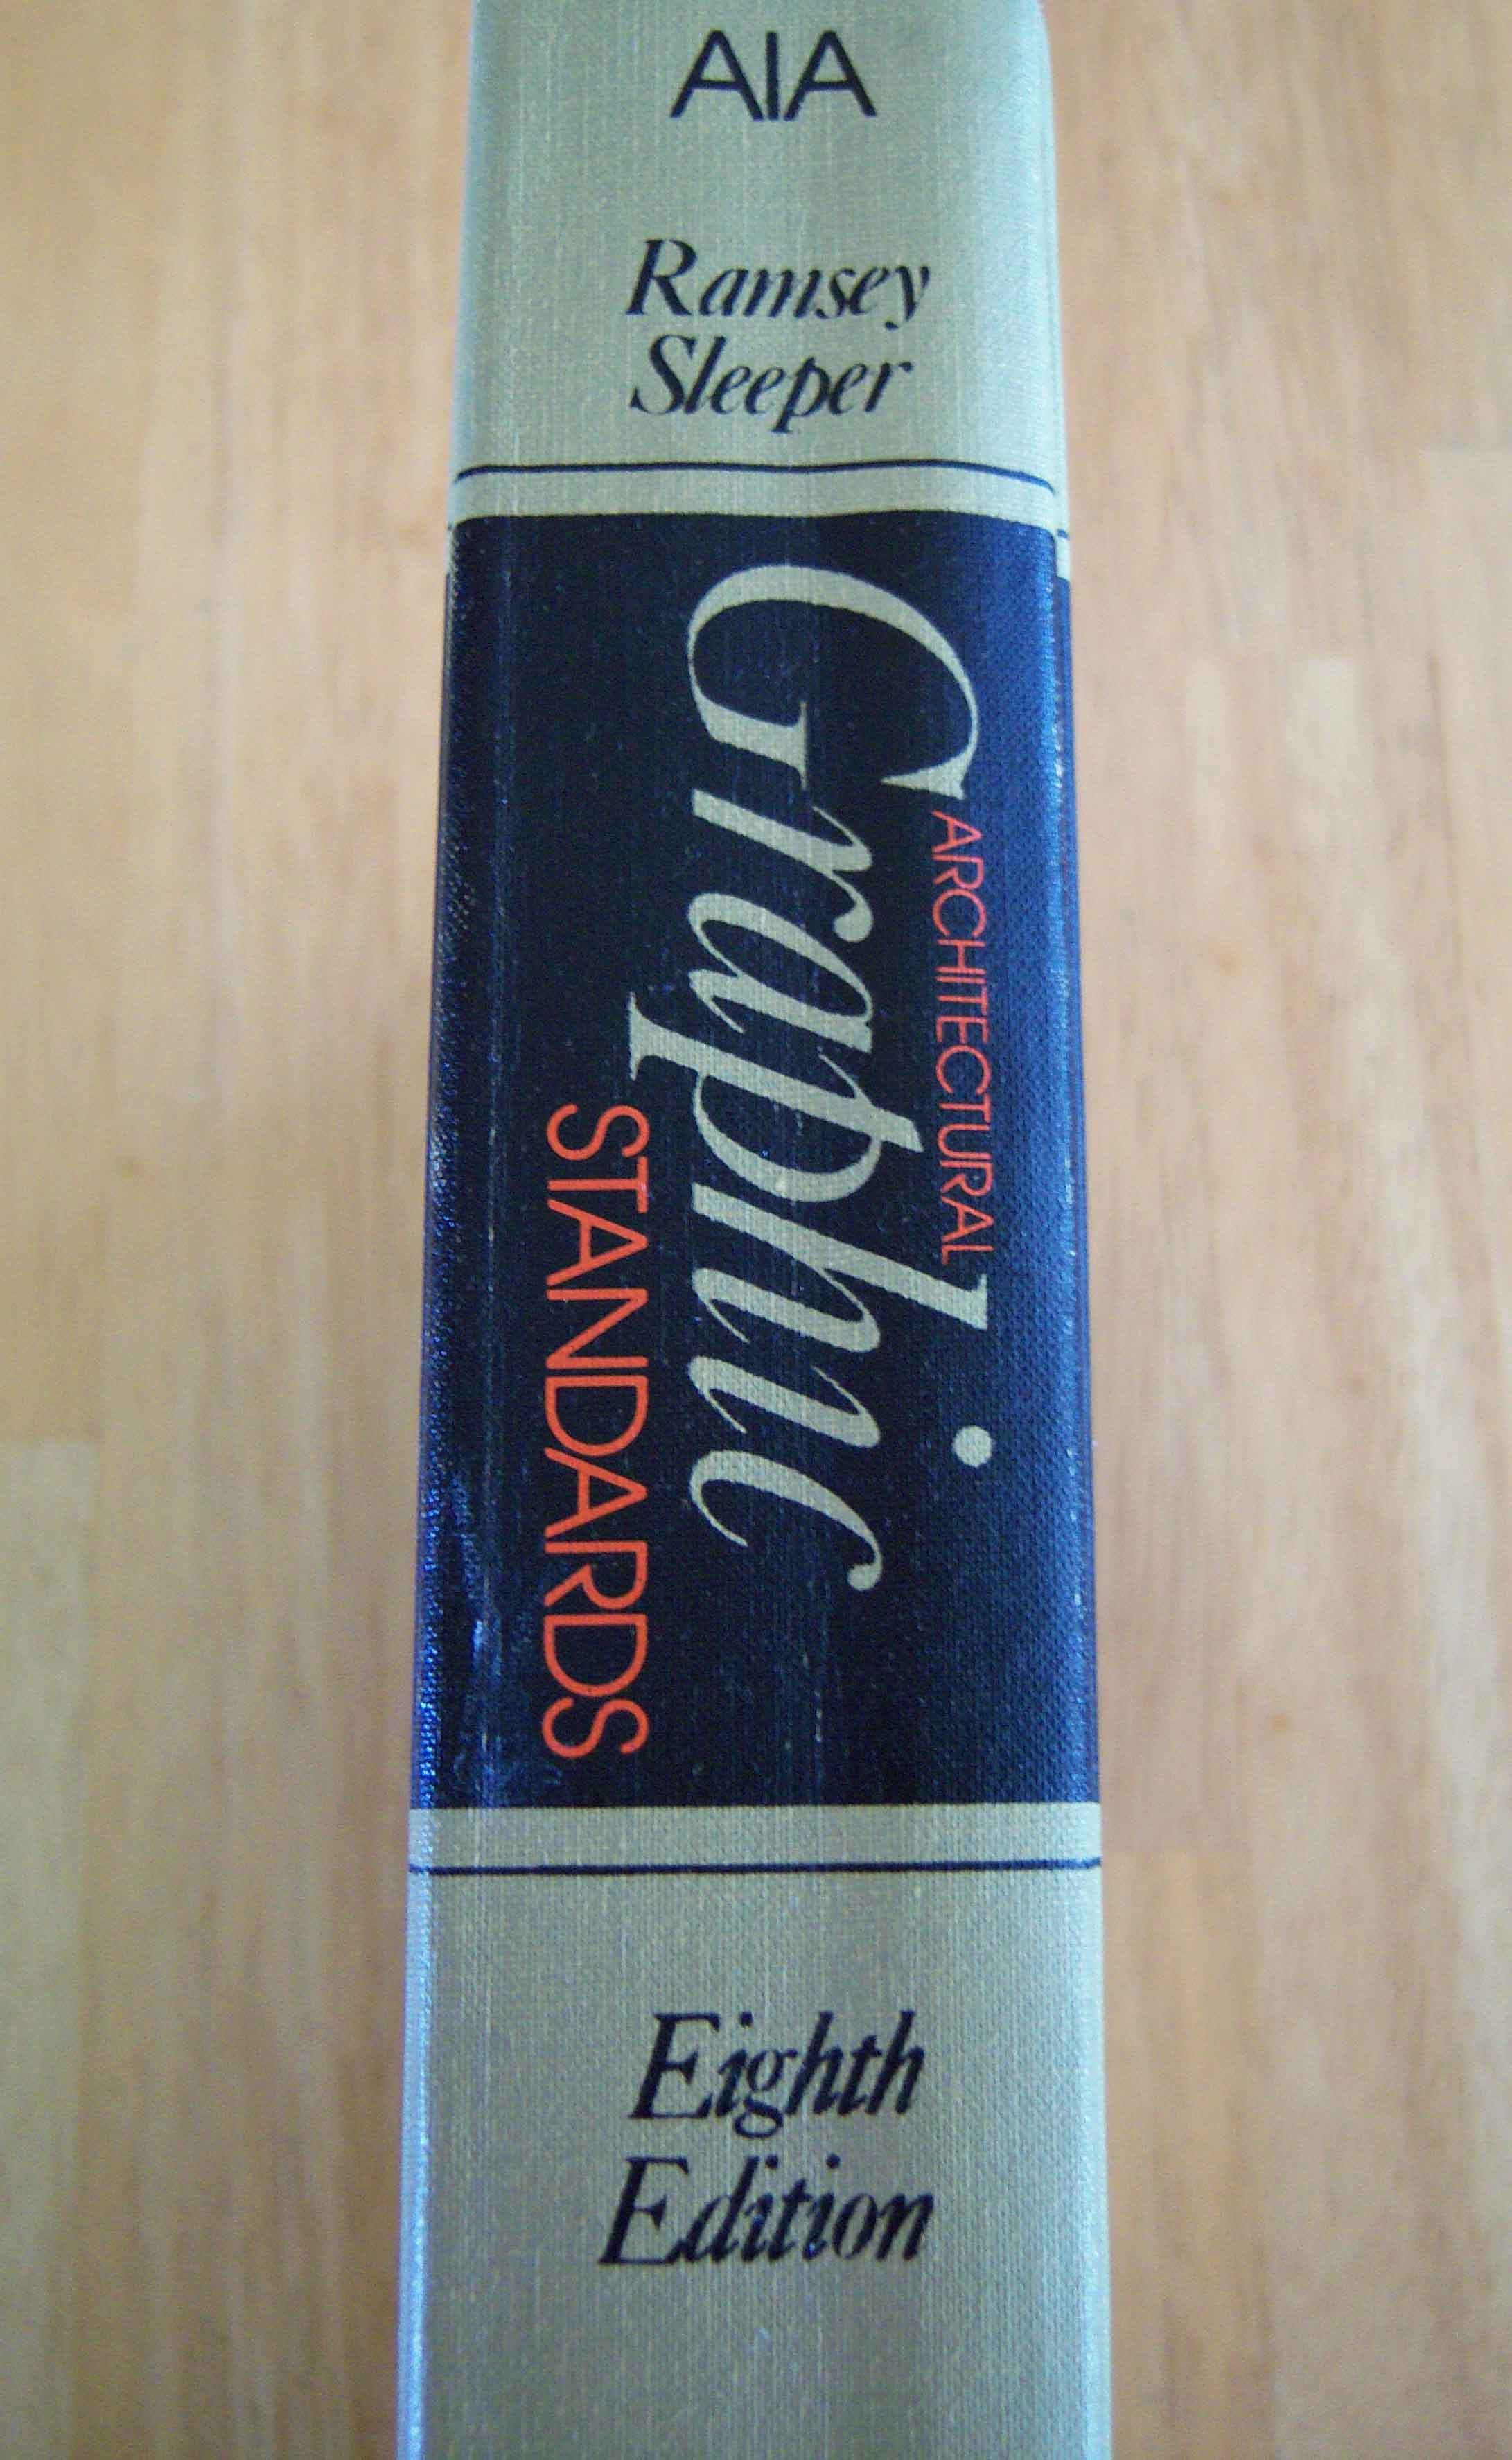 AIA
Ramsey
Sleeper
ARCHITECTURAL
Graphic
STANDARDS
Eighth
Edition